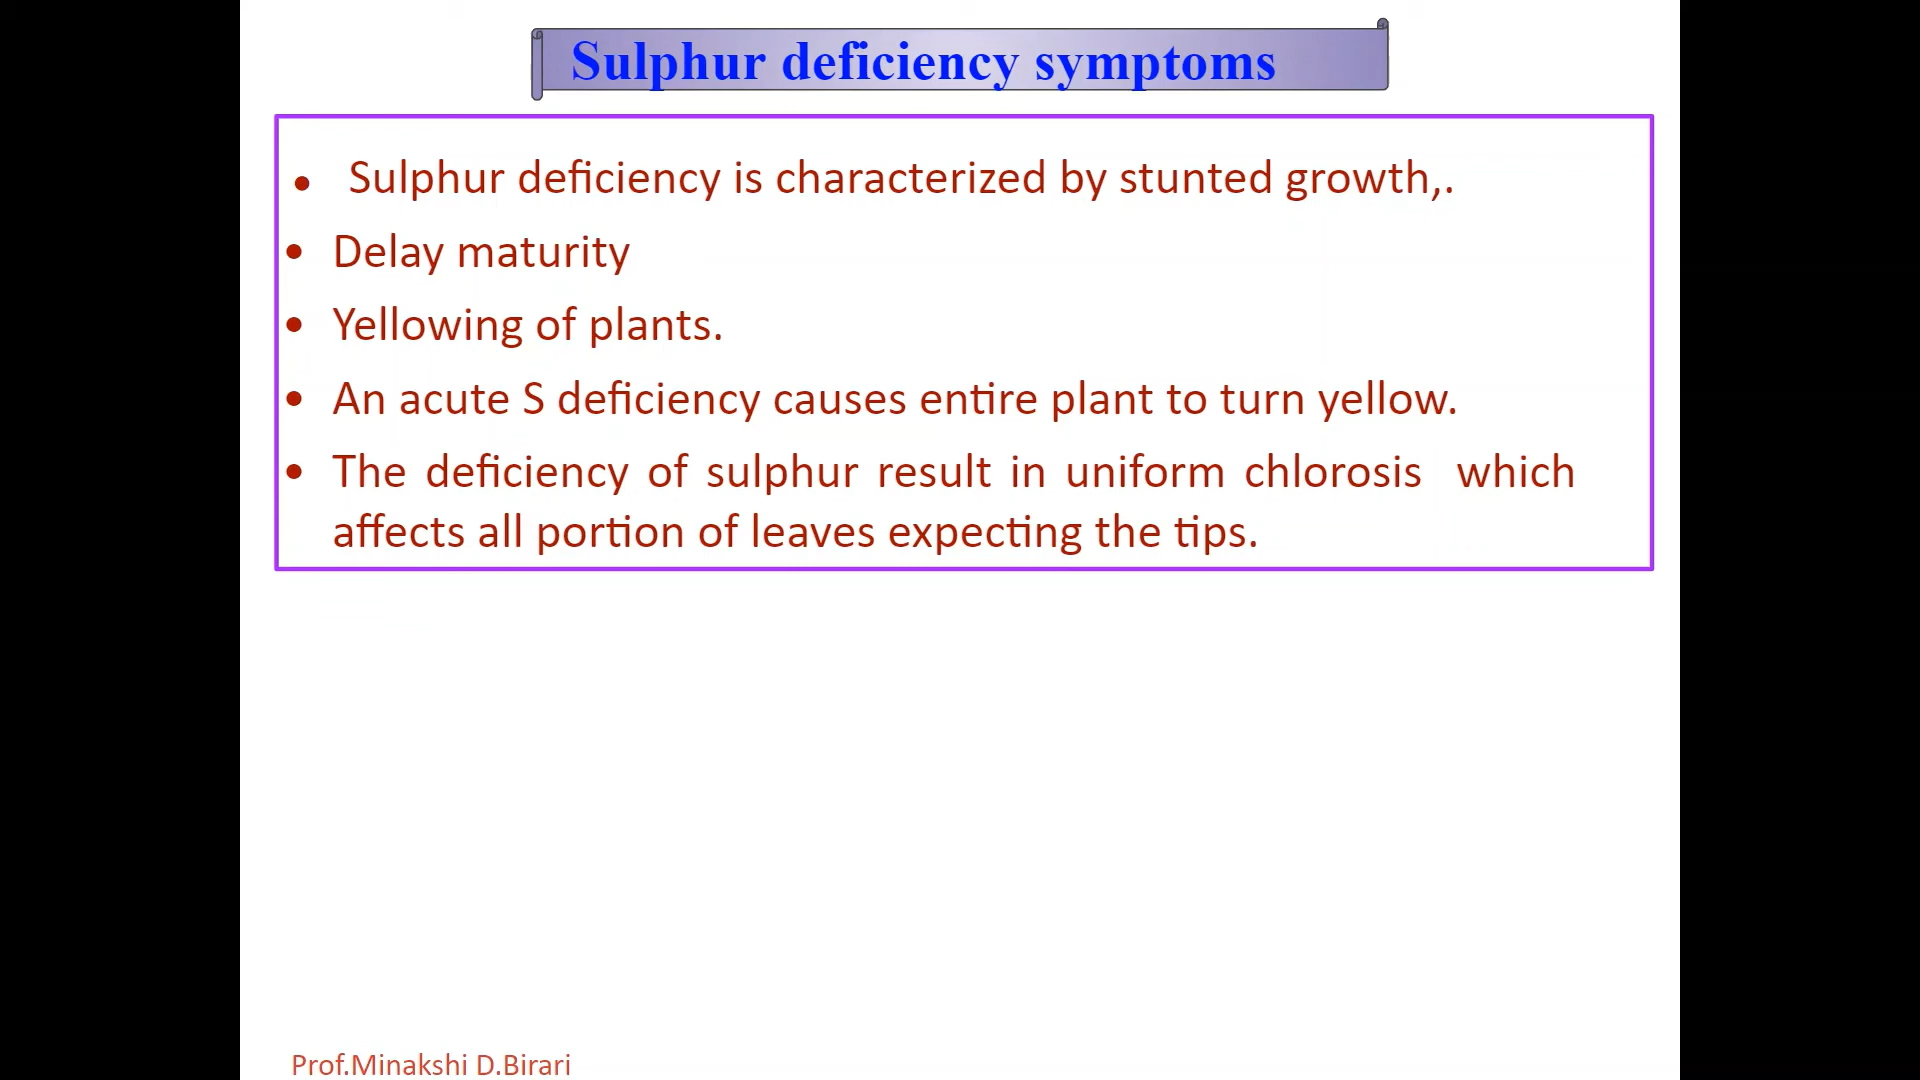 Sulphur deficiency symptoms
• Sulphur deficiency is characterized by stunted growth,.
• Delay maturity
• Yellowing of plants.
• An acute S deficiency causes entire plant to turn yellow.
• The deficiency of sulphur result in uniform chlorosis which
affects all portion of leaves expecting the tips.
Prof.Minakshi D.Birari